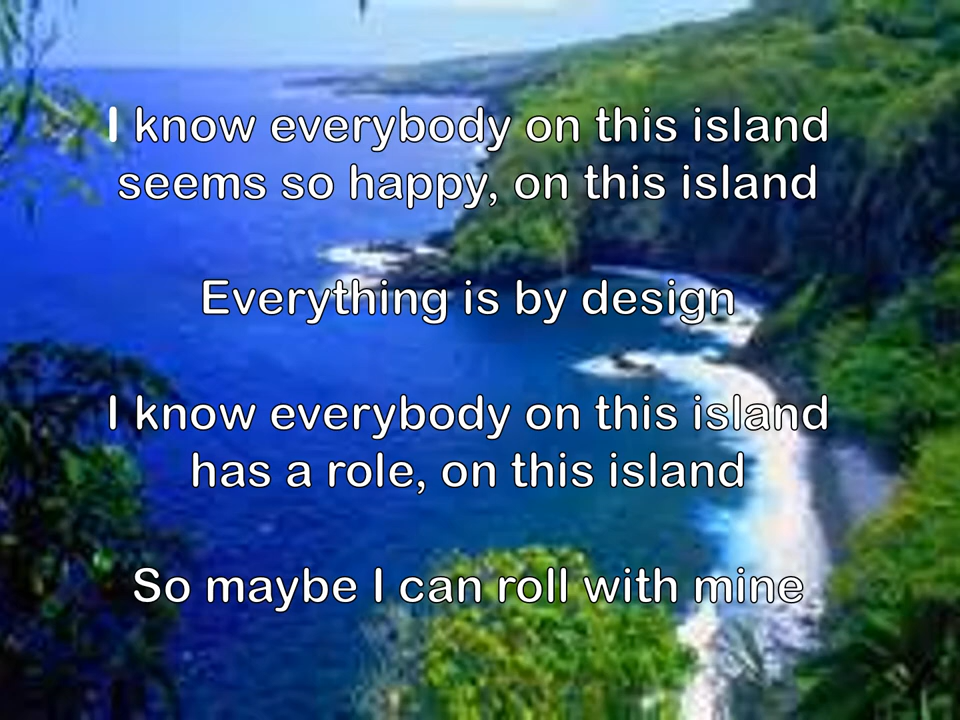 I know everybody on this island
seems so happy, on this island
Everything is by design
I know everybody on this island
has a role, on this island
So maybe I can roll with mine